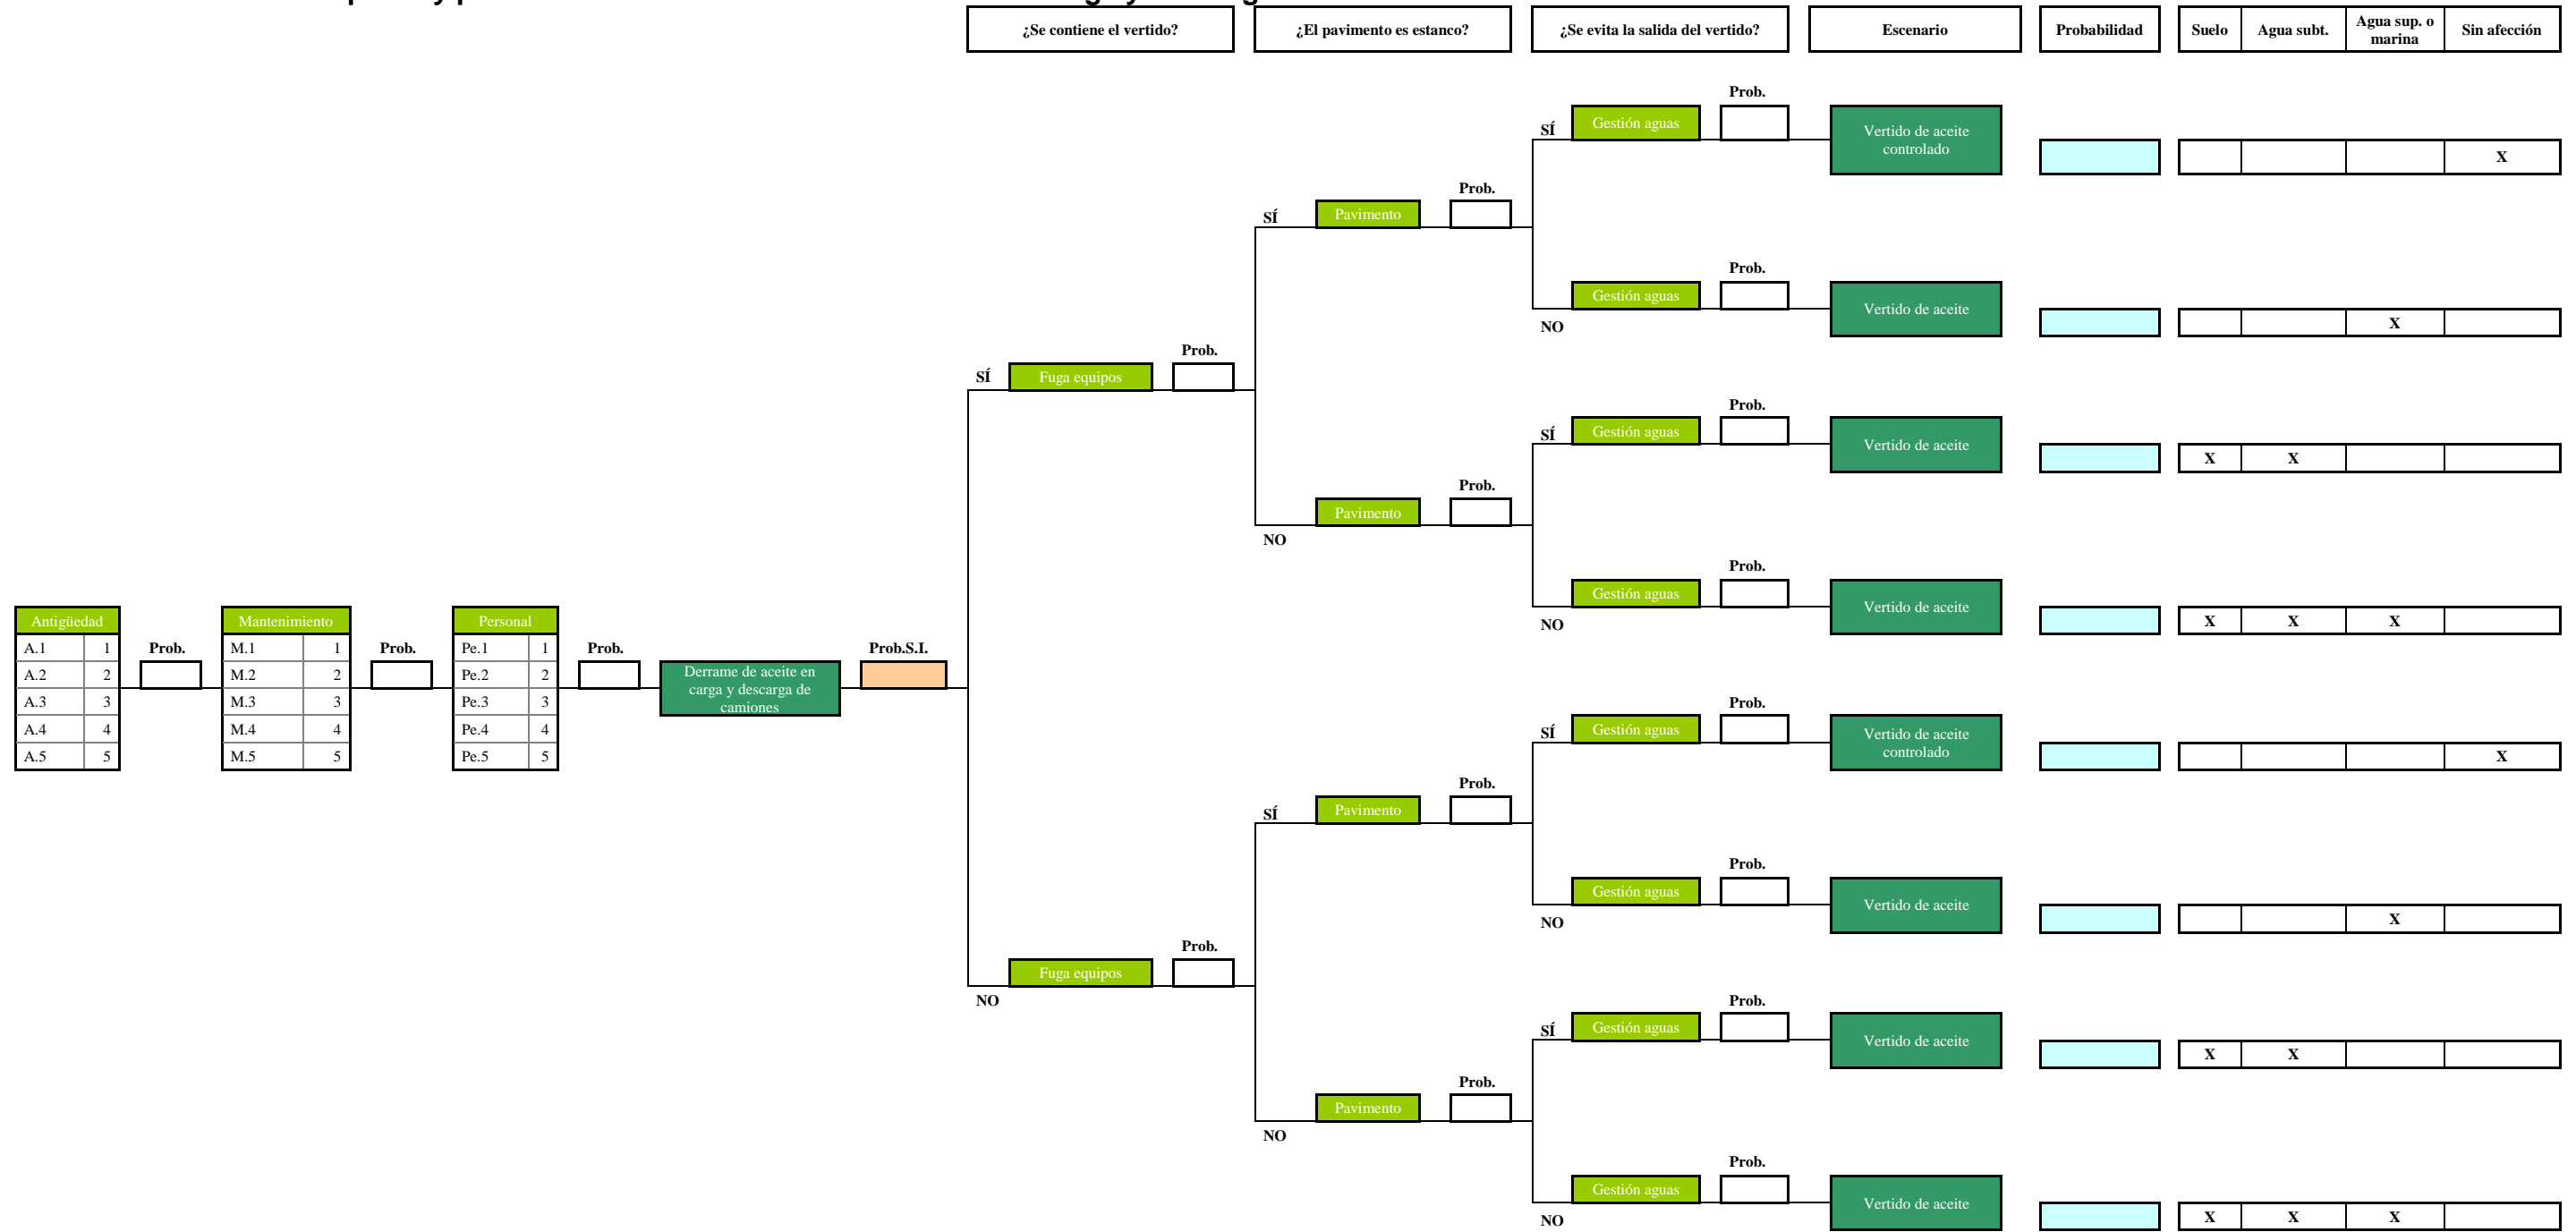 ¿Se contiene el vertido?
¿El pavimento es estanco?
¿Se evita la salida del vertido?
Escenario
Probabilidad
Suelo
Agua subt.
Agua sup. o
marina
Sin afección
Prob.
SÍ
Gestión aguas
Vertido de aceite
controlado
X
Prob.
SÍ
Pavimento
Prob.
Gestión aguas
NO
Vertido de aceite
X
Prob.
SÍ
Fuga equipos
Prob.
SÍ
Gestión aguas
Vertido de aceite
X
X
Prob.
Pavimento
NO
Prob.
Gestión aguas
NO
Vertido de aceite
X
X
X
Antigüedad
A.1 1
A.2 2
A.3 3
A.4 4
A.5 5
Prob.
Mantenimiento
M.1 1
M.2 2
M.3 3
M.4 4
M.5 5
Prob.
Personal
Pe.1 1
Pe.2 2
Pe.3 3
Pe.4 4
Pe.5 5
Prob.
Derrame de aceite en
carga y descarga de
camiones
Prob.S.I.
Prob.
SÍ
Gestión aguas
Vertido de aceite
controlado
X
Prob.
SÍ
Pavimento
Prob.
Gestión aguas
NO
Vertido de aceite
X
Prob.
Fuga equipos
NO
Prob.
SÍ
Gestión aguas
Vertido de aceite
X
X
Prob.
Pavimento
NO
Prob.
Gestión aguas
NO
Vertido de aceite
X
X
X